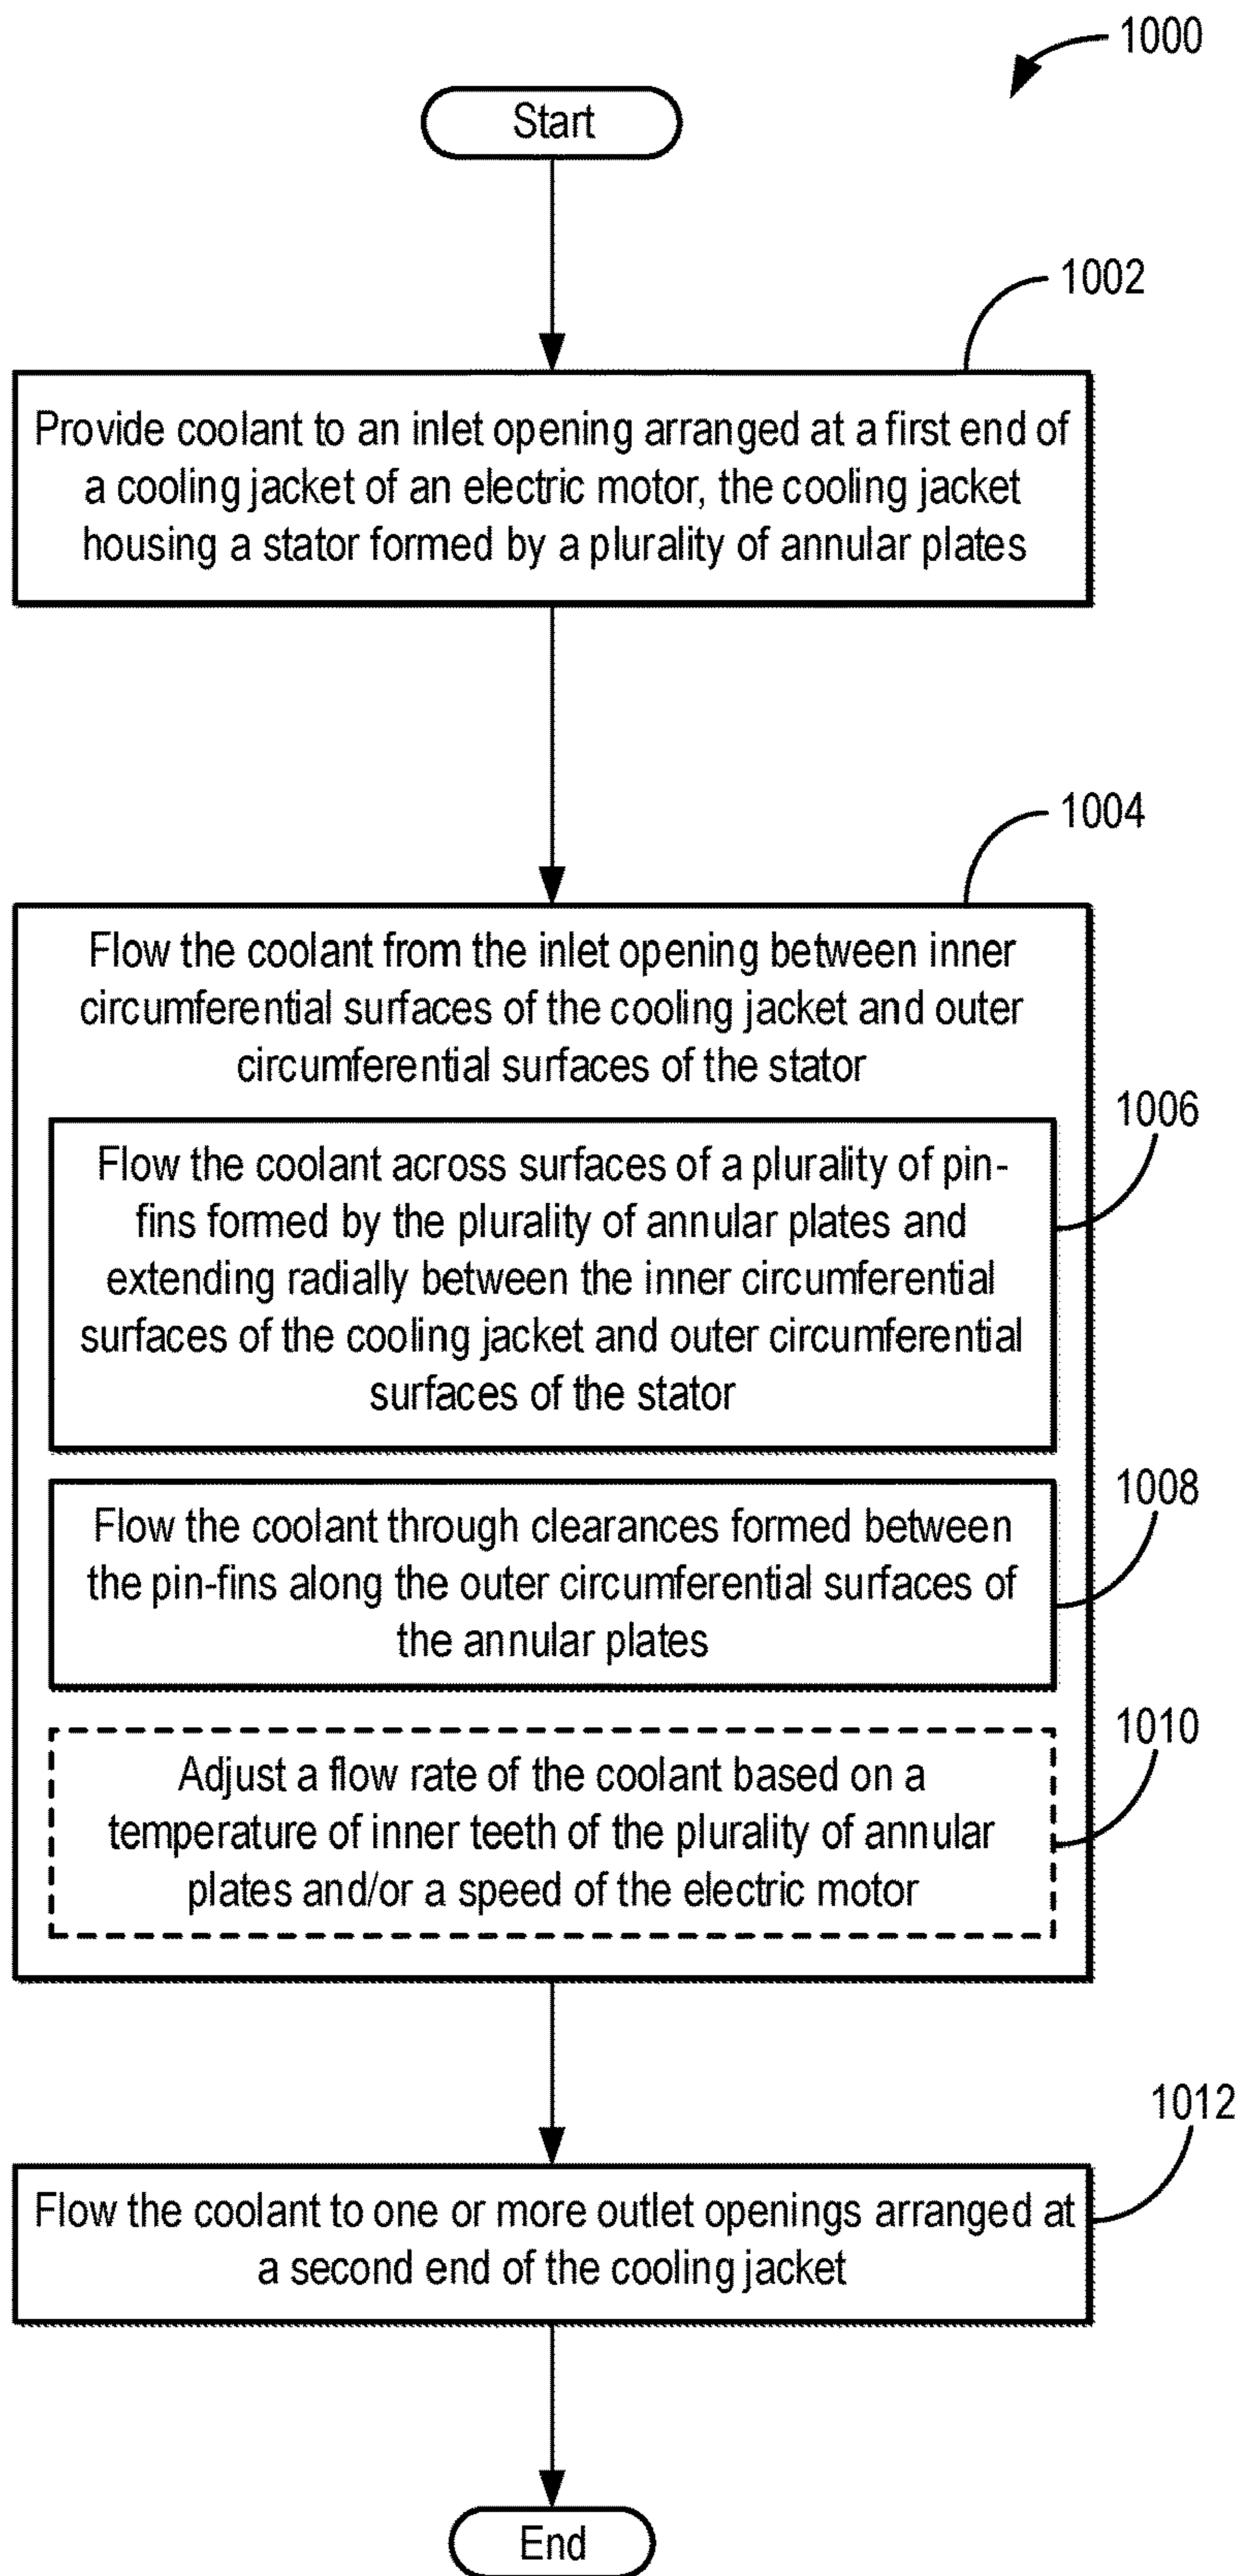 1000
Start
1002
Provide coolant to an inlet opening arranged at a first end of
a cooling jacket of an electric motor, the cooling jacket
housing a stator formed by a plurality of annular plates
1004
Flow the coolant from the inlet opening between inner
circumferential surfaces of the cooling jacket and outer
circumferential surfaces of the stator
1006
Flow the coolant across surfaces of a plurality of pin-
fins formed by the plurality of annular plates and
extending radially between the inner circumferential
surfaces of the cooling jacket and outer circumferential
surfaces of the stator
1008
Flow the coolant through clearances formed between
the pin-fins along the outer circumferential surfaces of
the annular plates
1010
Adjust a flow rate of the coolant based on a
temperature of inner teeth of the plurality of annular
plates and/or a speed of the electric motor
1012
Flow the coolant to one or more outlet openings arranged at
a second end of the cooling jacket
End